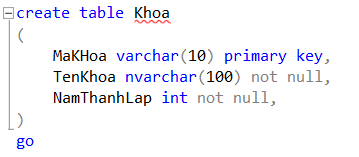 create table Khoa
(
MaKHoa varchar(10) primary key,
TenKhoa nvarchar(100) not null,
NamThanhLap int not null,
)
go